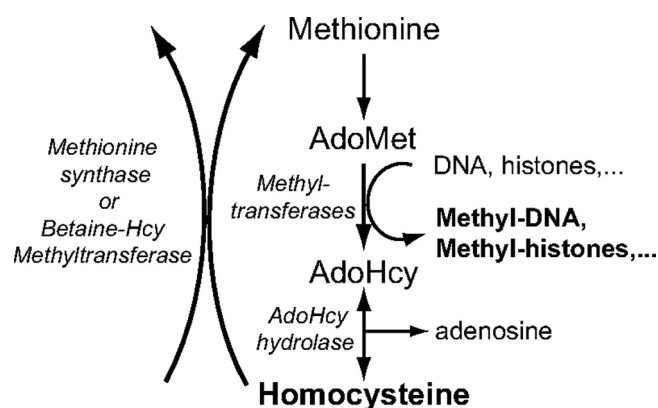 Methionine
AdoMet
Methionine
synthase
or
Betaine-Hcy
Methyltransferase
Methyl-
transferases
DNA, histones,...
Methyl-DNA,
Methyl-histones,...
AdoHcy
AdoHcy
hydrolase
adenosine
Homocysteine